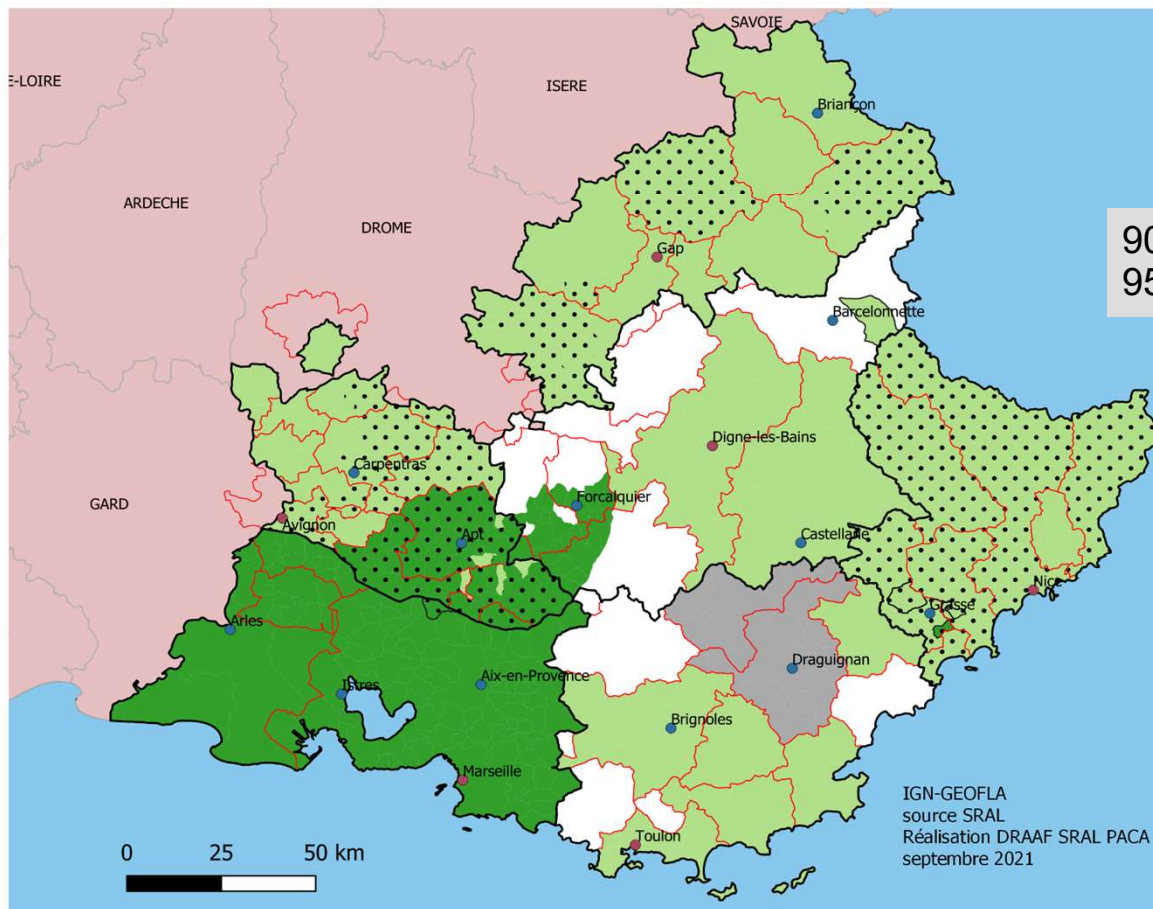 SAVOIE
E-LOIRE
ISERE
Briançon
ARDECHE
DROME
Gap
90
95
Barcelonnette
Digne-les-Bains
Carpentras
GARD
Forcalquier
Avignon
Apt
Castellane
Nice
Grasse
Arles
Draguignan
Aix-en-Provence
Istres
Brignoles
Marseille
IGN-GEOFLA
source SRAL
Réalisation DRAAF SRAL PACA
septembre 2021
Toulon
0 25 50 km